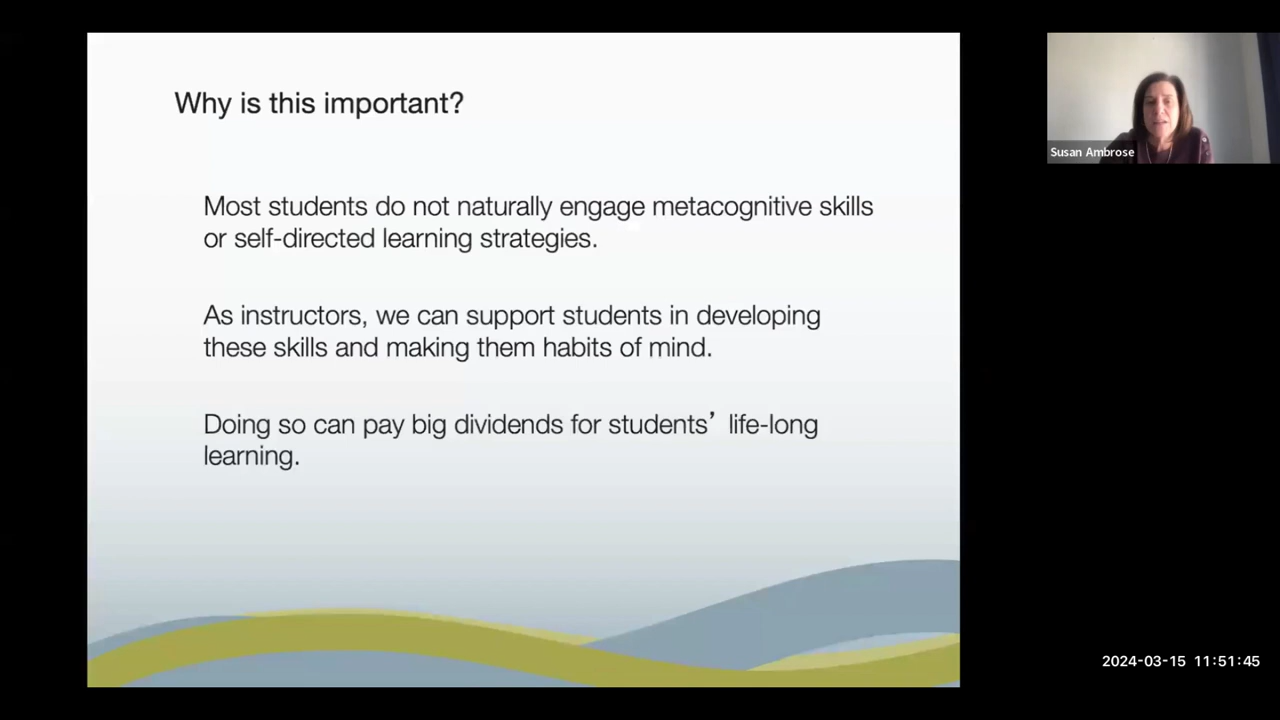 Why is this important?
Most students do not naturally engage metacognitive skills
or self-directed learning strategies.
As instructors, we can support students in developing
these skills and making them habits of mind.
Doing so can pay big dividends for students’ life-long
learning.
Susan Ambrose
2024-03-15 11:51:45